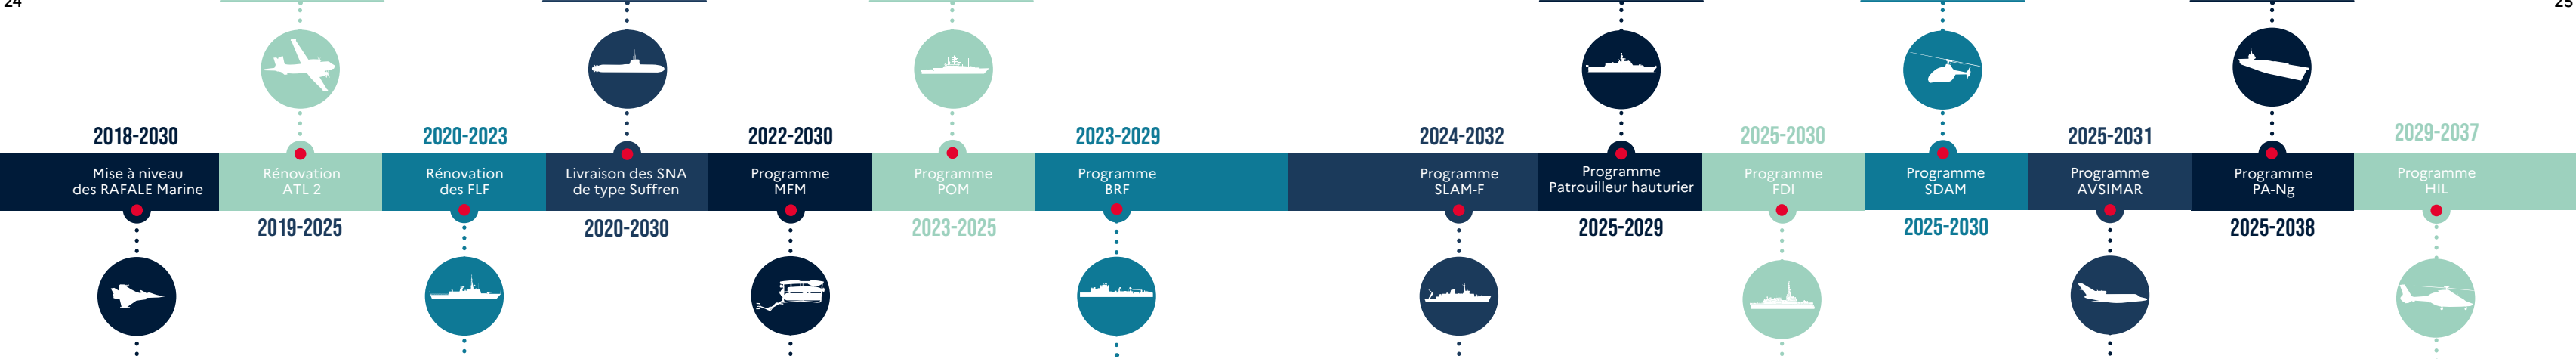 24
25
2018-2030
Mise à niveau
des RAFALE Marine
Rénovation
ATL 2
2019-2025
2020-2023
Rénovation
des FLF
Livraison des SNA
de type Suffren
2020-2030
2022-2030
Programme
MFM
Programme
POM
2023-2025
2023-2029
Programme
BRF
2024-2032
Programme
SLAM-F
Programme
Patrouilleur hauturier
2025-2029
2025-2030
Programme
FDI
Programme
SDAM
2025-2030
2025-2031
Programme
AVSIMAR
Programme
PA-Ng
2025-2038
2029-2037
Programme
HIL